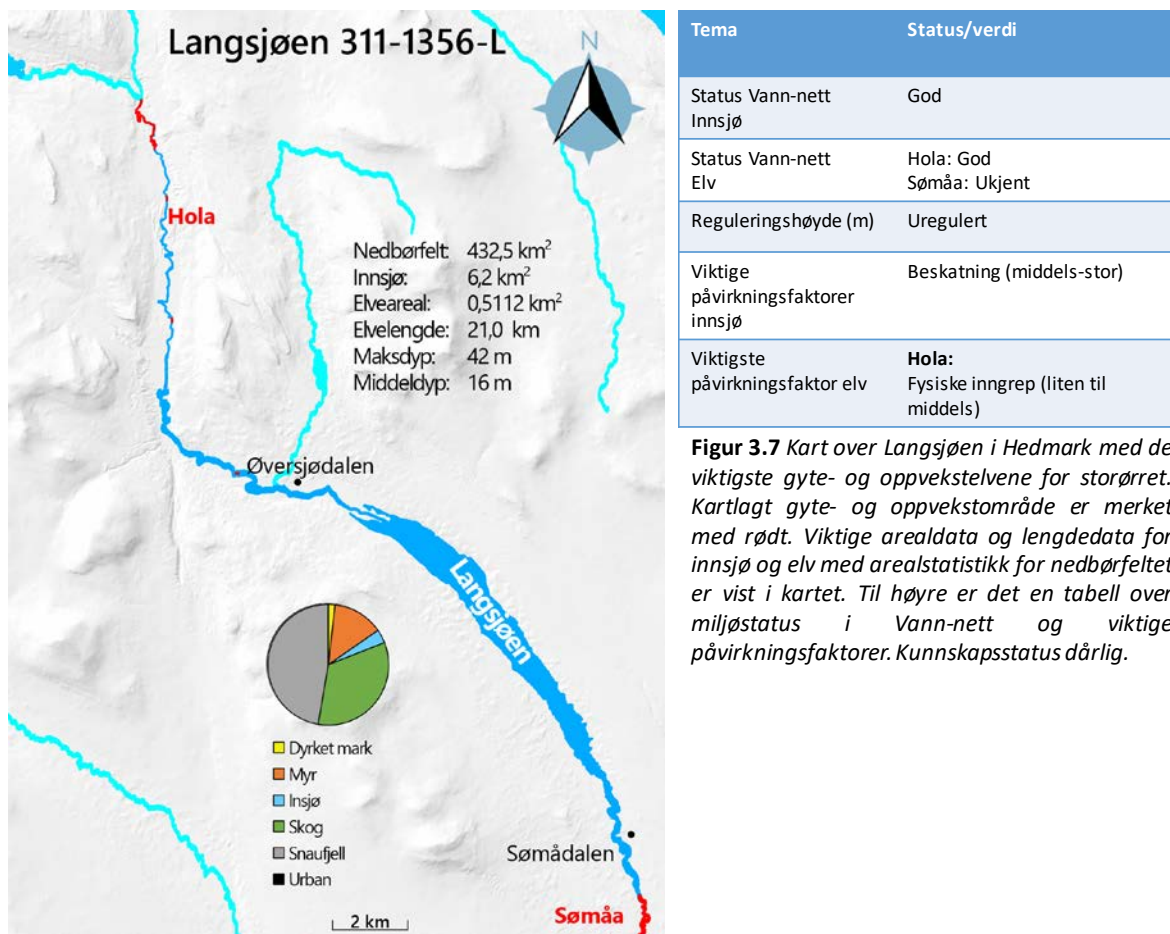 Langsjøen 311-1356-L
N
Hola
Nedbørfelt: 432,5 km²
Innsjø: 6,2 km²
Elveareal: 0,5112 km²
Elvelengde: 21,0 km
Maksdyp: 42 m
Middeldyp: 16 m
Øversjødalen
Langsjøen
Dyrket mark
Myr
Insjø
Skog
Snaufjell
Urban
Sømådalen
2 km
Sømåa
Tema Status/verdi
Status Vann-nett God
Innsjø
Status Vann-nett Hola: God
Elv Sømåa: Ukjent
Reguleringshøyde (m) Uregulert
Viktige Beskatning (middels-stor)
påvirkningsfaktorer
innsjø
Viktigste Hola:
påvirkningsfaktor elv Fysiske inngrep (liten til
middels)
Figur 3.7 Kart over Langsjøen i Hedmark med de
viktigste gyte- og oppvekstelvene for storørret.
Kartlagt gyte- og oppvekstområde er merket
med rødt. Viktige arealdata og lengdedata for
innsjø og elv med arealstatistikk for nedbørfeltet
er vist i kartet. Til høyre er det en tabell over
miljøstatus i Vann-nett og viktige
påvirkningsfaktorer. Kunnskapsstatus dårlig.